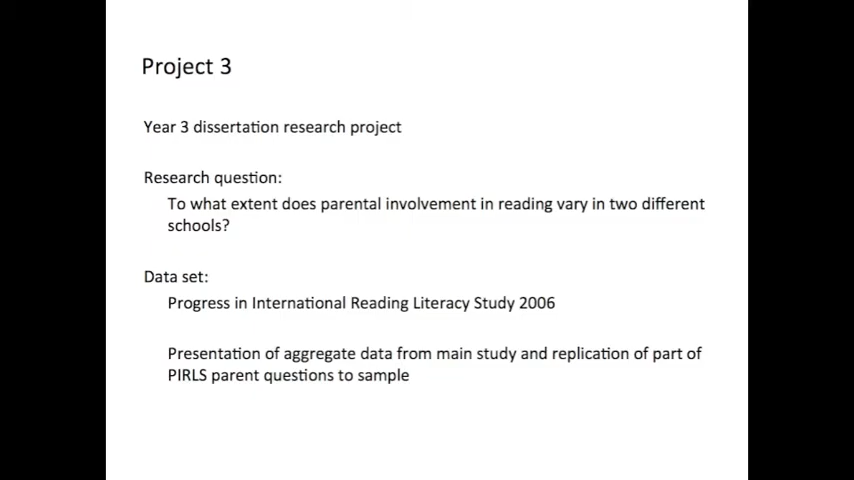 Project 3
Year 3 dissertation research project
Research question:
To what extent does parental involvement in reading vary in two different
schools?
Data set:
Progress in International Reading Literacy Study 2006
Presentation of aggregate data from main study and replication of part of
PIRLS parent questions to sample